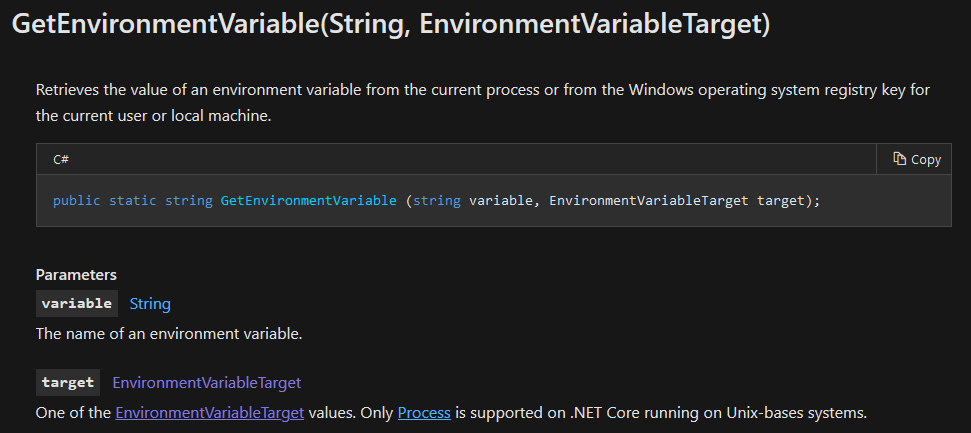 GetEnvironmentVariable(String, EnvironmentVariableTarget)
Retrieves the value of an environment variable from the current process or from the Windows operating system registry key for
the current user or local machine.
C#
Copy
public static string GetEnvironmentVariable (string variable, EnvironmentVariableTarget target);
Parameters
variable String
The name of an environment variable.
target EnvironmentVariableTarget
One of the EnvironmentVariableTarget values. Only Process is supported on .NET Core running on Unix-bases systems.